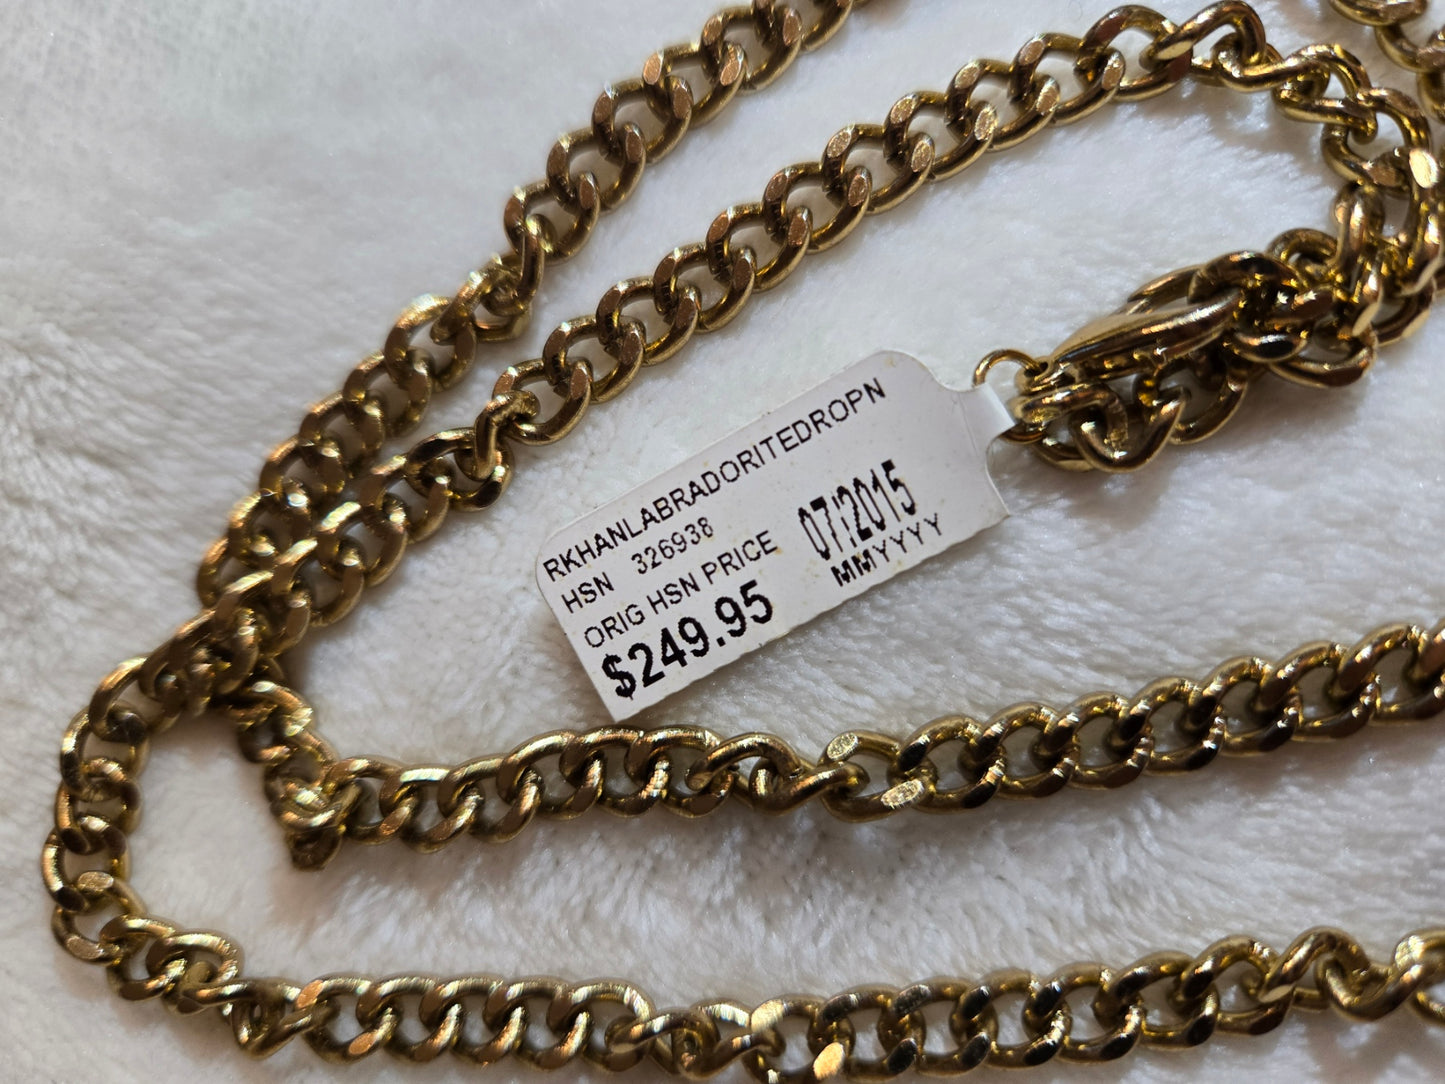 RKHANLABRADORITEDROPN
HSN 326938
ORIG HSN PRICE
$249.95
07/2015
MMYYYY